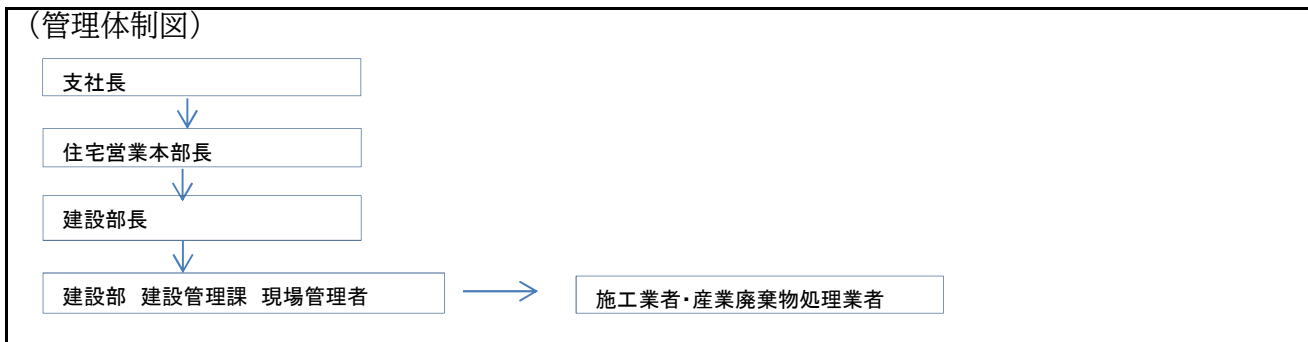 （管理体制図）
支社長
住宅営業本部長
建設部長
建設部　建設管理課　現場管理者
施工業者・産業廃棄物処理業者